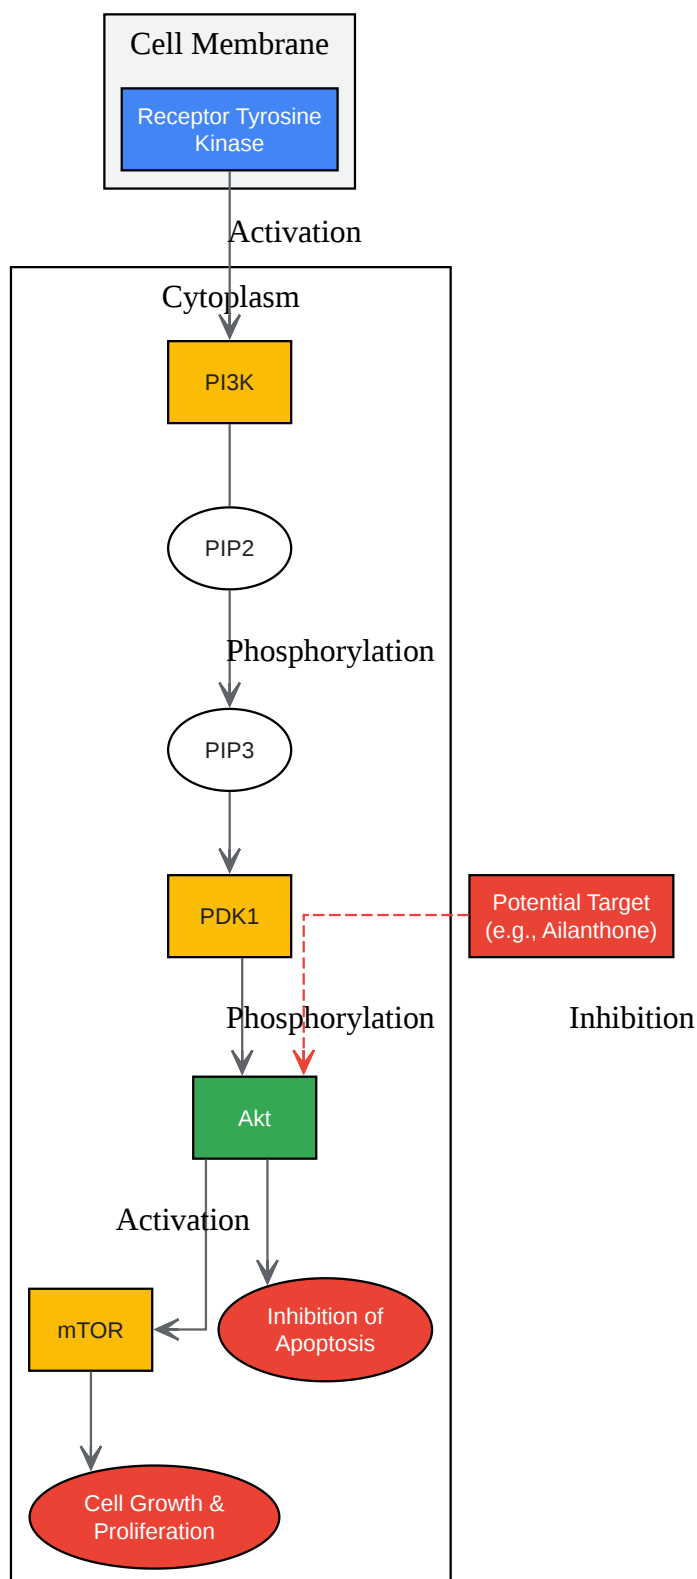 Cell Membrane
Receptor Tyrosine
Kinase
Activation
Cytoplasm
PI3K
PIP2
Phosphorylation
PIP3
PDK1
Potential Target
(e.g., Ailanthone)
Phosphorylation
Inhibition
Akt
Activation
mTOR
Inhibition of
Apoptosis
Cell Growth &
Proliferation